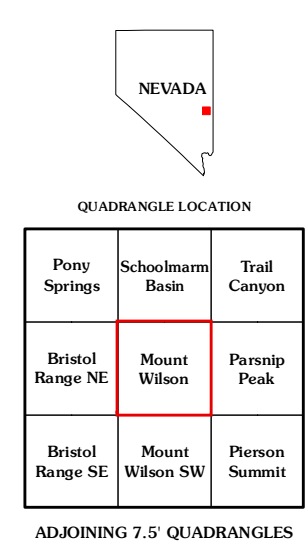 NEVADA
QUADRANGLE LOCATION
Pony
Springs
Schoolmarm
Basin
Trail
Canyon
Bristol
Range NE
Mount
Wilson
Parsnip
Peak
Bristol
Range SE
Mount
Wilson SW
Pierson
Summit
ADJOINING 7.5' QUADRANGLES